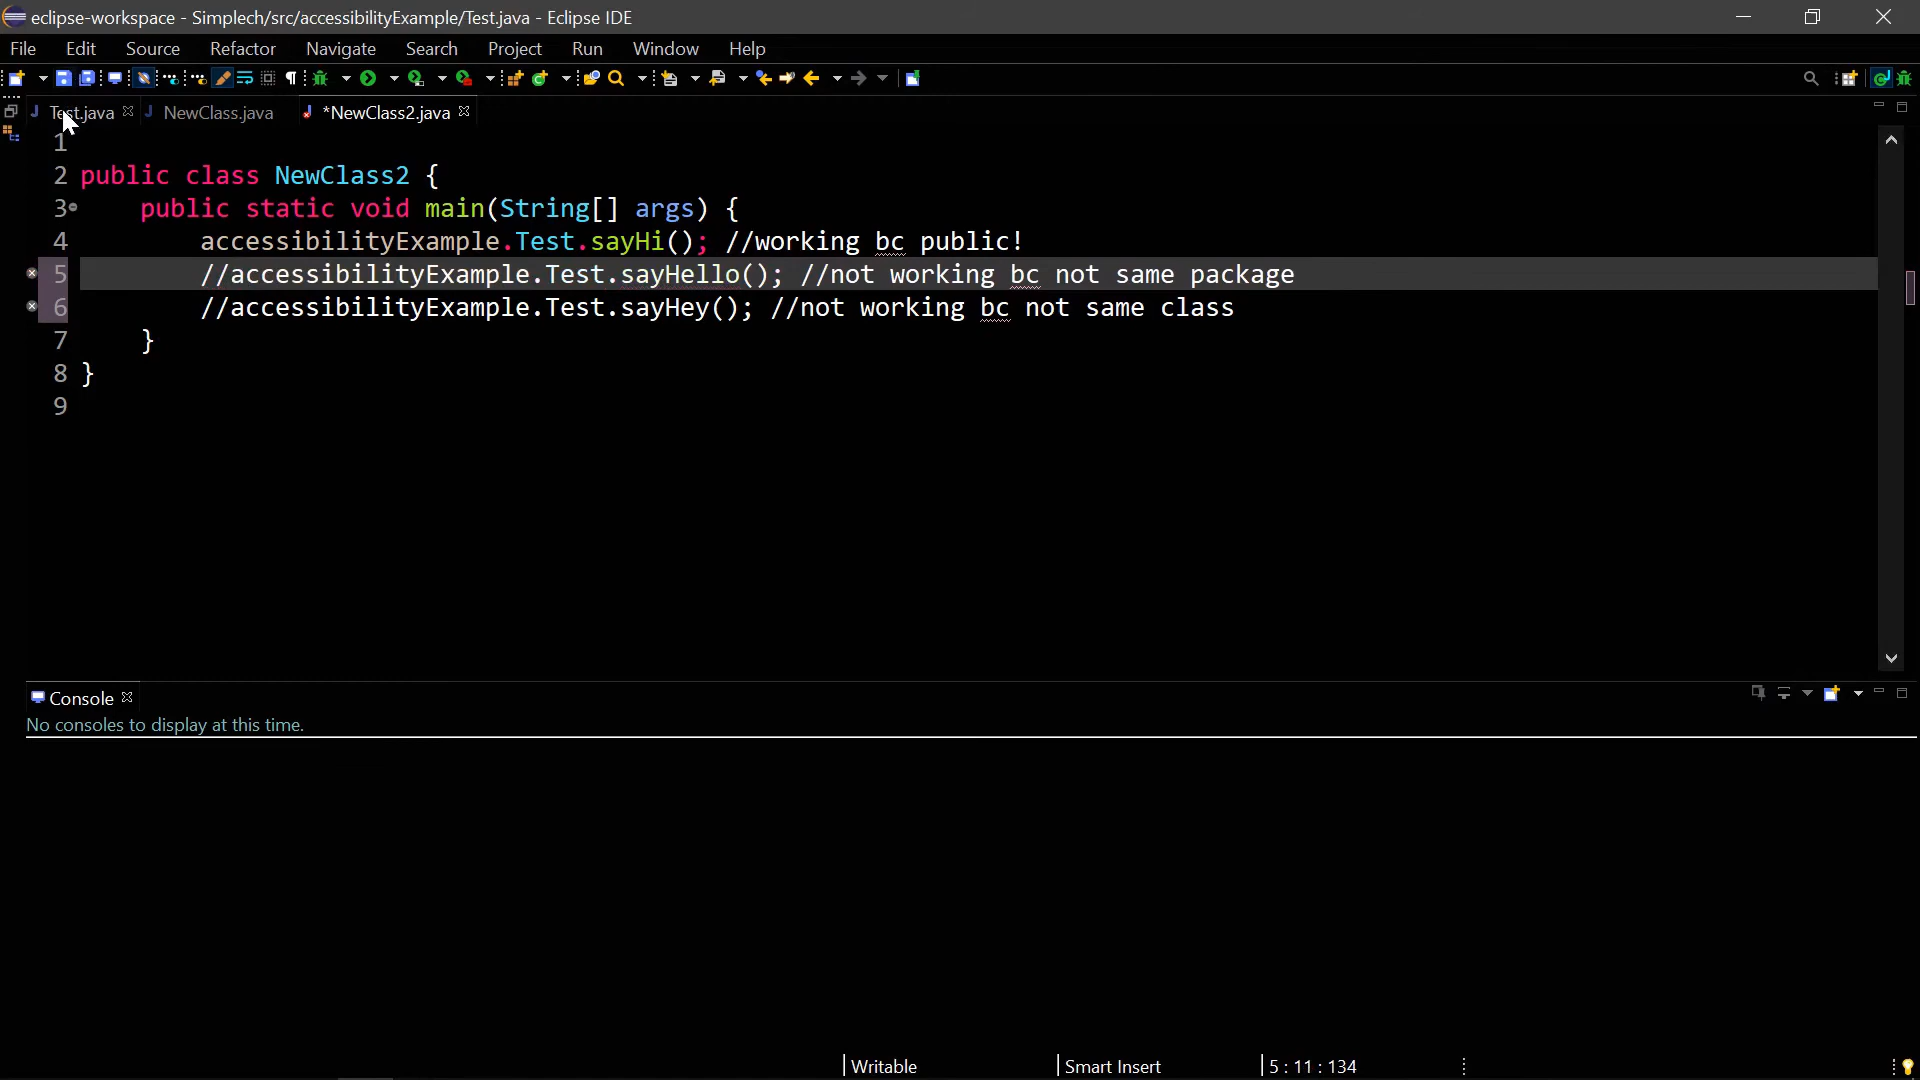 eclipse-workspace - Simplech/src/accessibilityExample/Test.java - Eclipse IDE
File Edit Source Refactor Navigate Search Project Run Window Help
Test.java NewClass.java *NewClass2.java
1
2 public class NewClass2 {
3 public static void main(String[] args) {
4 accessibilityExample.Test.sayHi(); //working bc public!
5 //accessibilityExample.Test.sayHello(); //not working bc not same package
6 //accessibilityExample.Test.sayHey(); //not working bc not same class
7 }
8 }
9
Console
No consoles to display at this time.
Writable Smart Insert 5 : 11 : 134